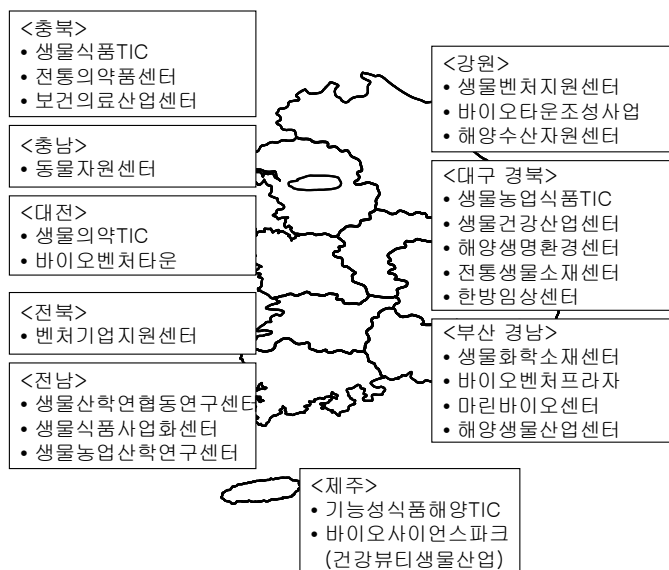 <충북>
• 생물식품TIC
• 전통의약품센터
• 보건의료산업센터
<충남>
• 동물자원센터
<대전>
• 생물의약TIC
• 바이오벤처타운
<전북>
• 벤처기업지원센터
<전남>
• 생물산학연협동연구센터
• 생물식품사업화센터
• 생물농업산학연구센터
<강원>
• 생물벤처지원센터
• 바이오타운조성사업
• 해양수산자원센터
<대구 경북>
• 생물농업식품TIC
• 생물건강산업센터
• 해양생명환경센터
• 전통생물소재센터
• 한방임상센터
<부산 경남>
• 생물화학소재센터
• 바이오벤처프라자
• 마린바이오센터
• 해양생물산업센터
<제주>
• 기능성식품해양TIC
• 바이오사이언스파크
(건강뷰티생물산업)